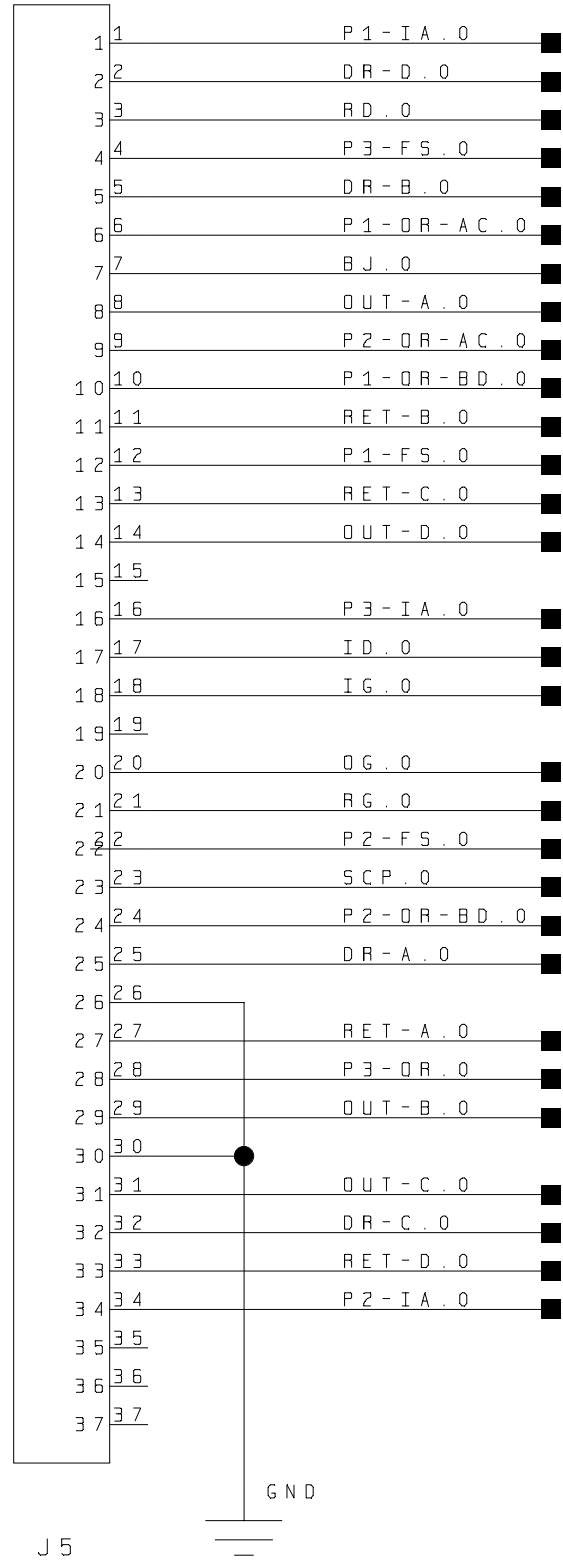 1 1 P1-IA.0
2 2 DR-D.0
3 3 RD.0
4 4 P3-FS.0
5 5 DR-B.0
6 6 P1-OR-AC.0
7 7 BJ.0
8 8 OUT-A.0
9 9 P2-OR-AC.0
10 10 P1-OR-BD.0
11 11 RET-B.0
12 12 P1-FS.0
13 13 RET-C.0
14 14 OUT-D.0
15 15
16 16 P3-IA.0
17 17 ID.0
18 18 IG.0
19 19
20 20 OG.0
21 21 RG.0
22 22 P2-FS.0
23 23 SCP.0
24 24 P2-OR-BD.0
25 25 DR-A.0
26 26
27 27 RET-A.0
28 28 P3-OR.0
29 29 OUT-B.0
30 30
31 31 OUT-C.0
32 32 DR-C.0
33 33 RET-D.0
34 34 P2-IA.0
35 35
36 36
37 37
GND
J5